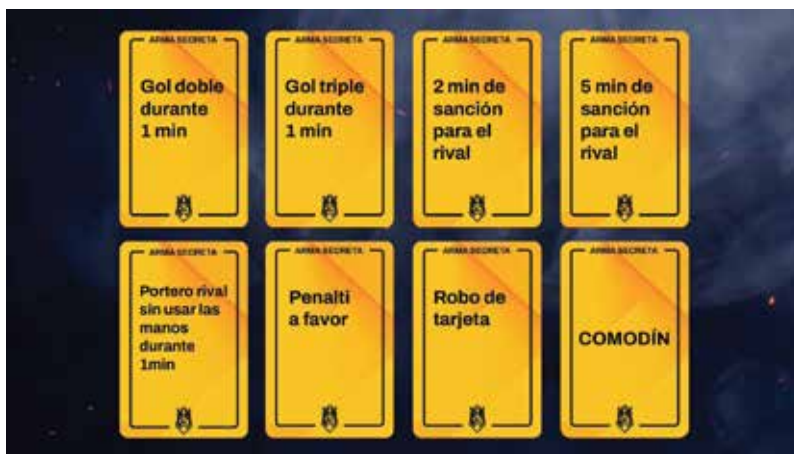 ARMA SECRETA
Gol doble
durante
1 min
ARMA SECRETA
Gol triple
durante
1 min
ARMA SECRETA
2 min de
sanción
para el
rival
ARMA SECRETA
5 min de
sanción
para el
rival
ARMA SECRETA
Portero rival
sin usar las
manos
durante
1min
ARMA SECRETA
Penalti
a favor
ARMA SECRETA
Robo de
tarjeta
ARMA SECRETA
COMODÍN